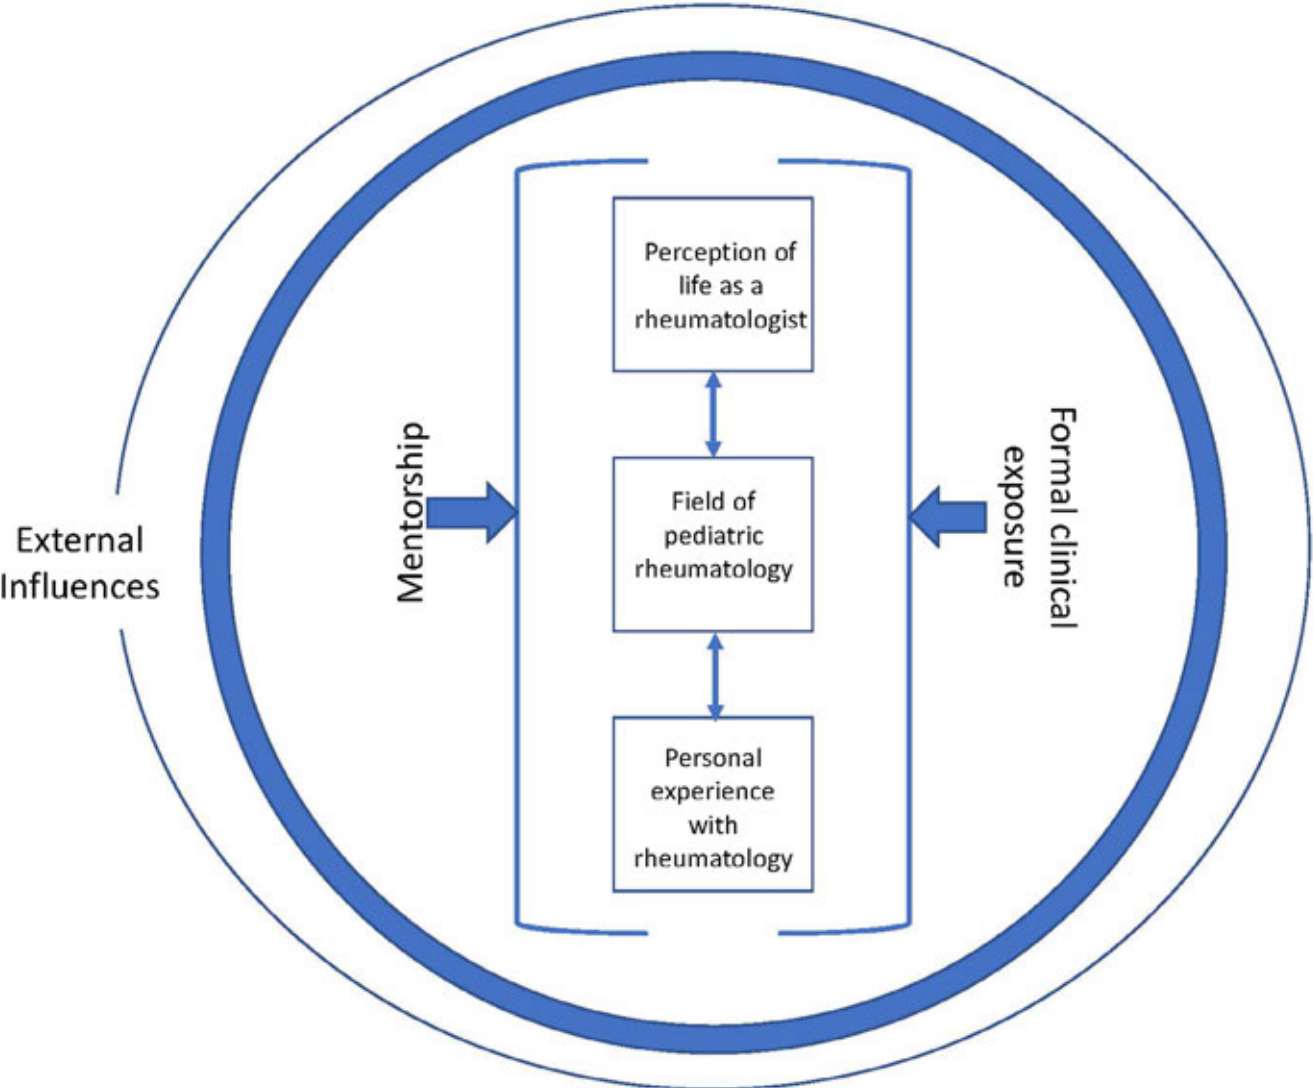 Perception of
life as a
rheumatologist
Mentorship
Formal clinical
exposure
Field of
pediatric
rheumatology
External
Influences
Personal
experience
with
rheumatology